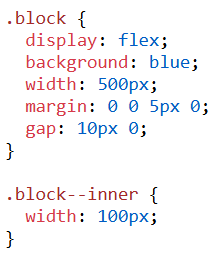 .block {
  display: flex;
  background: blue;
  width: 500px;
  margin: 0 0 5px 0;
  gap: 10px 0;
}

.block--inner {
  width: 100px;
}